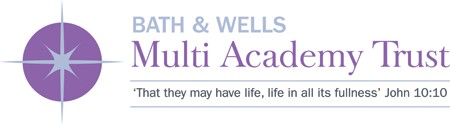 BATH & WELLS
Multi Academy Trust
‘That they may have life, life in all its fullness’ John 10:10